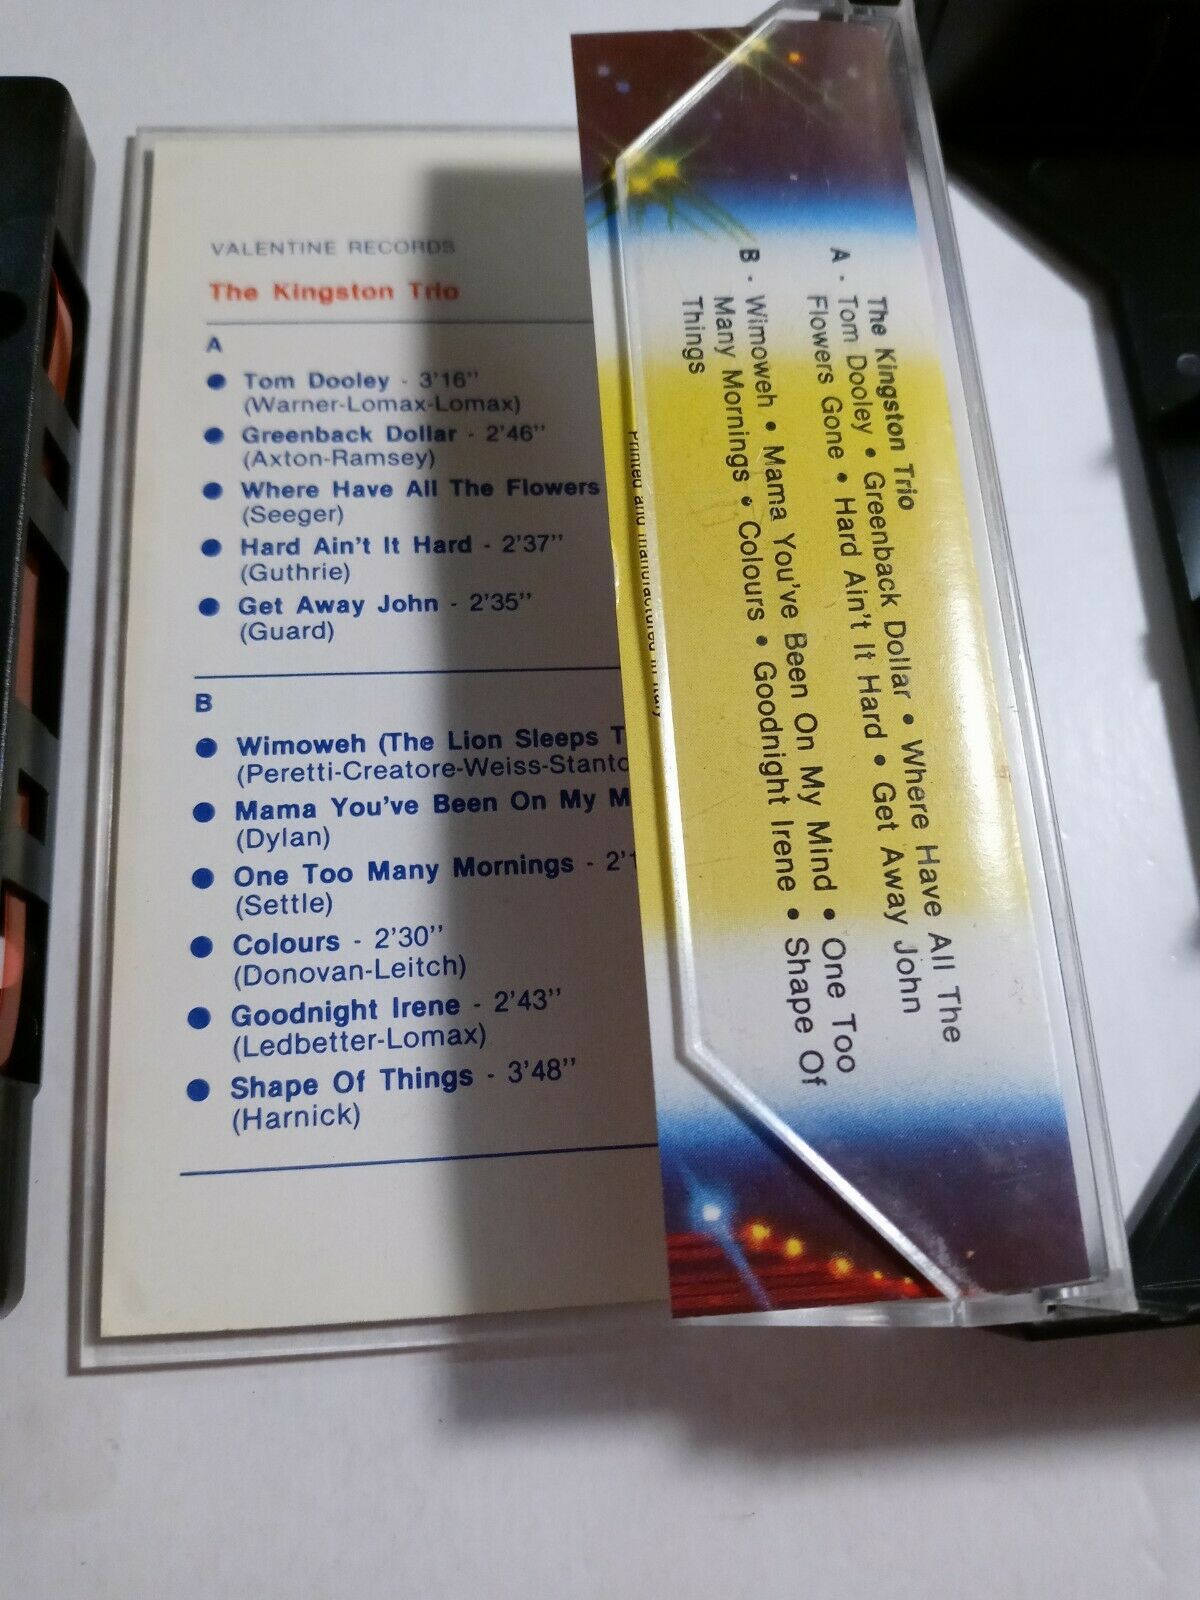 VALENTINE RECORDS
The Kingston Trio
A
Tom Dooley - 3'16"
(Warner-Lomax-Lomax)
Greenback Dollar - 2'46"
(Axton-Ramsey)
Where Have All The Flowers
(Seeger)
Hard Ain't It Hard - 2'37"
(Guthrie)
Get Away John - 2'35"
(Guard)
B
Wimoweh (The Lion Sleeps
(Peretti-Creatore-Weiss-Stanto
Mama You've Been On My M
(Dylan)
One Too Many Mornings -
(Settle)
Colours - 2'30"
(Donovan-Leitch)
Goodnight Irene - 2'43"
(Ledbetter-Lomax)
Shape Of Things - 3'48"
(Harnick)
The Kingston Trio
A - Tom Dooley • Greenback Dollar • Where Have All The
Flowers Gone • Hard Ain't It Hard • Get Away John
B - Wimoweh • Mama You've Been On My Mind • One Too
Many Mornings • Colours • Goodnight Irene • Shape Of
Things
Printed and manufactured in Italy